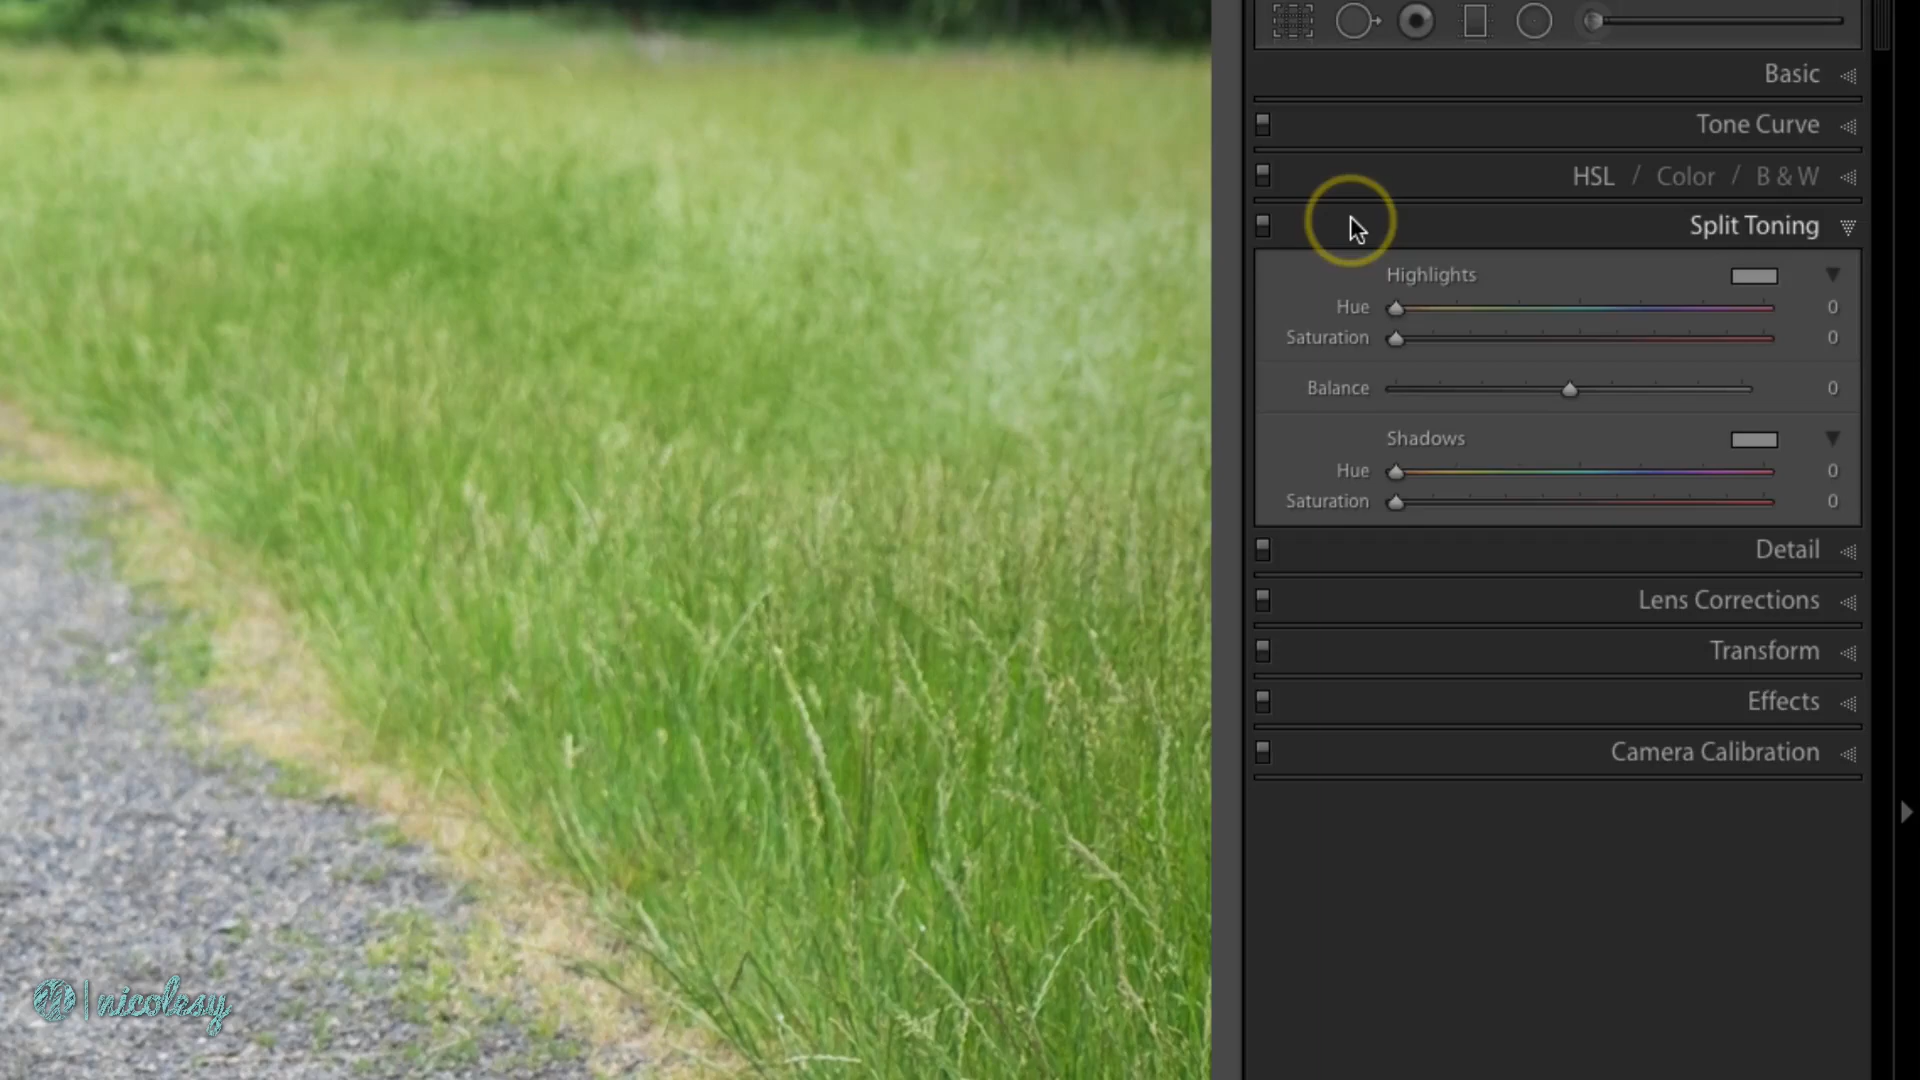 Basic
Tone Curve
HSL / Color / B & W
Split Toning
Highlights
Hue 0
Saturation 0
Balance 0
Shadows
Hue 0
Saturation 0
Detail
Lens Corrections
Transform
Effects
Camera Calibration
nicolesy